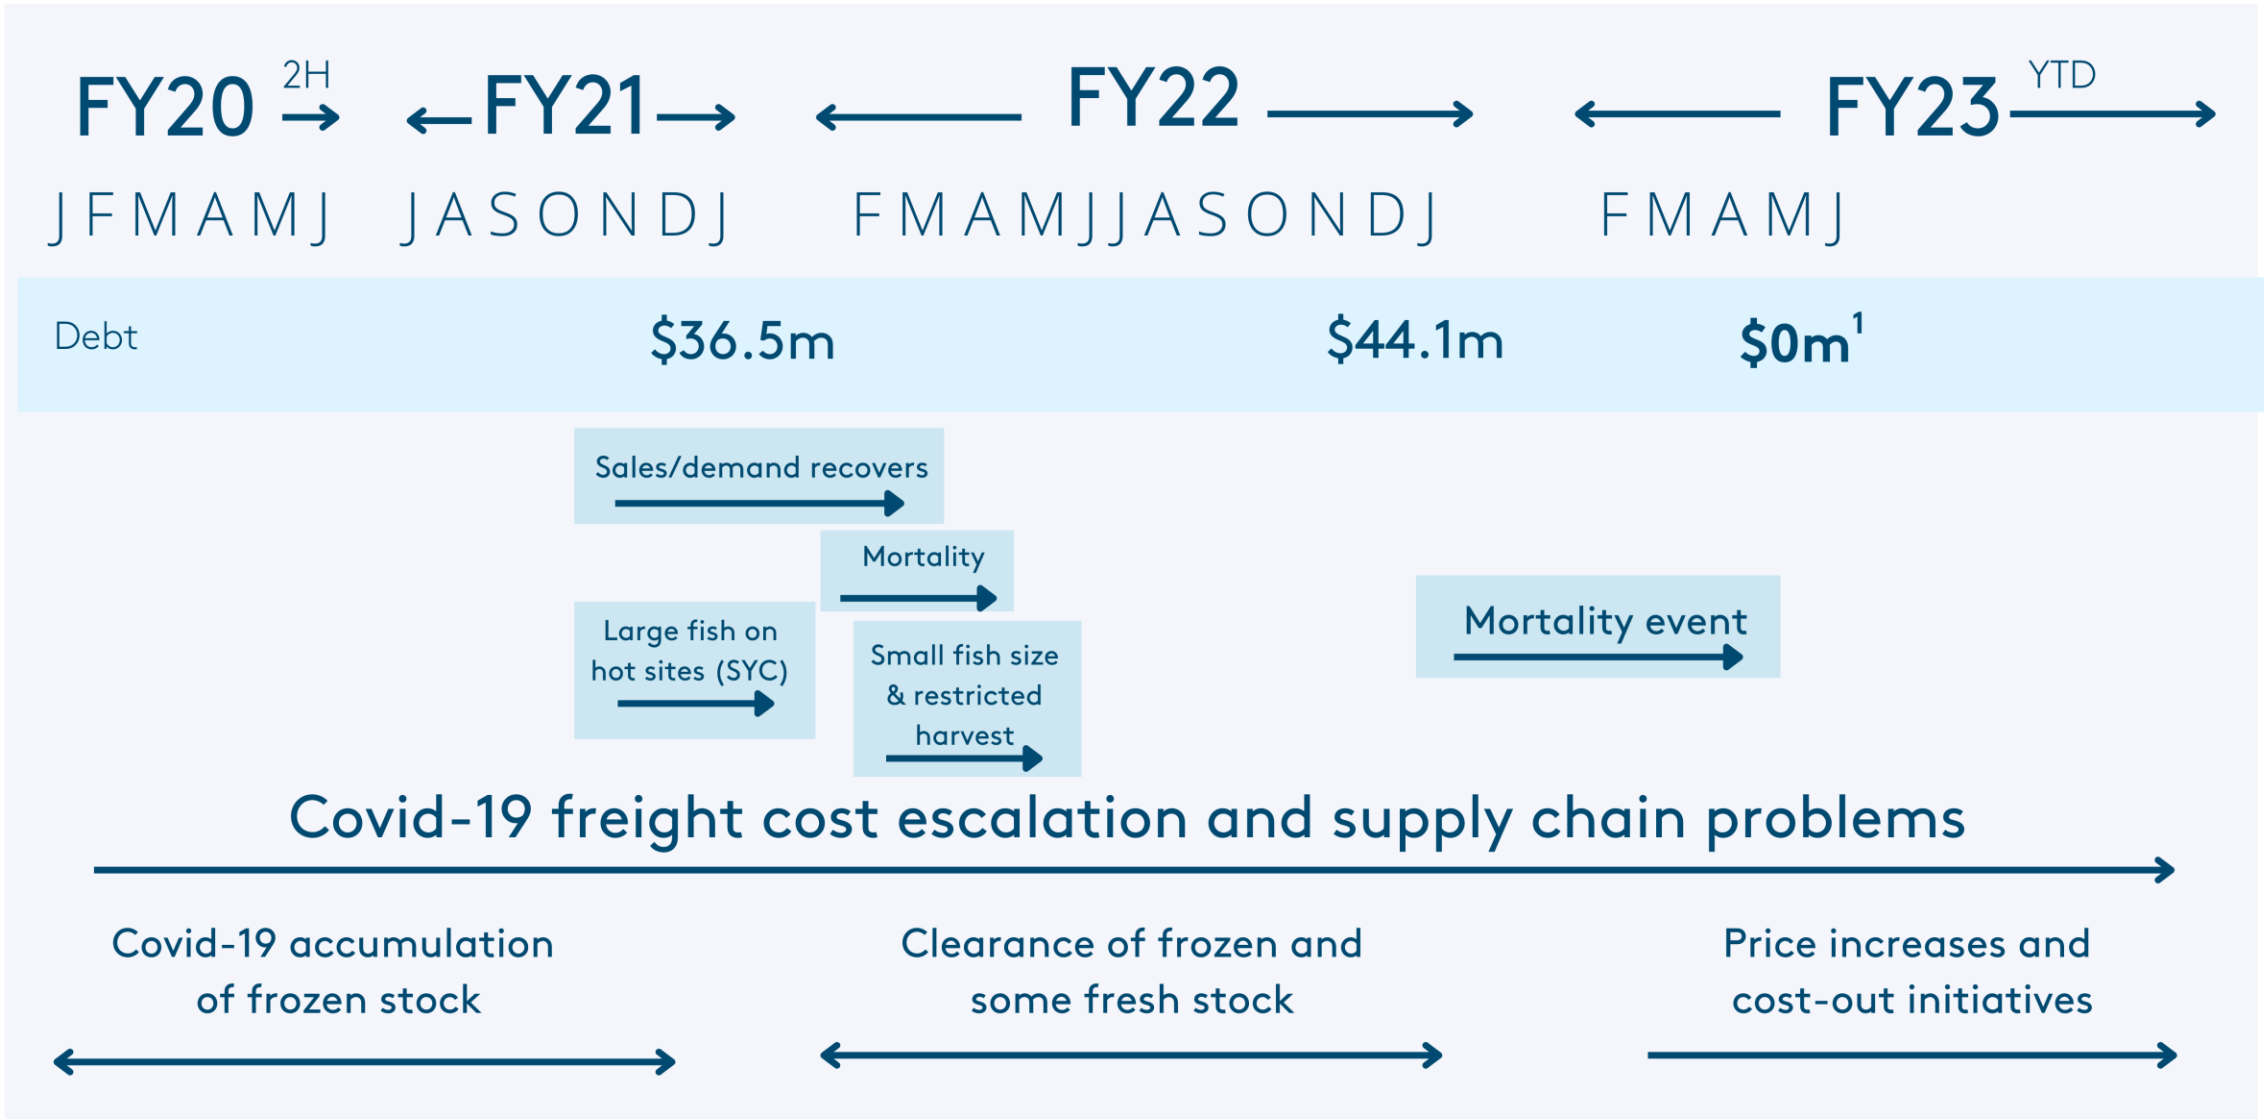 FY20 2H FY21 FY22 FY23 YTD
J F M A M J J A S O N D J F M A M J J A S O N D J F M A M J
Debt $36.5m $44.1m $0m¹
Sales/demand recovers
Mortality
Large fish on
hot sites (SYC)
Small fish size
& restricted
harvest
Mortality event
Covid-19 freight cost escalation and supply chain problems
Covid-19 accumulation
of frozen stock
Clearance of frozen and
some fresh stock
Price increases and
cost-out initiatives